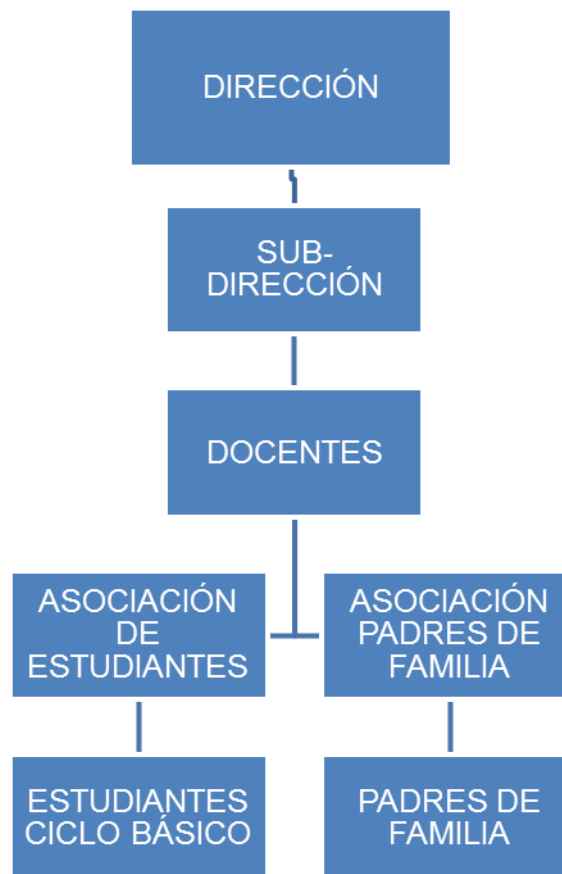 DIRECCIÓN
SUB-
DIRECCIÓN
DOCENTES
ASOCIACIÓN
DE
ESTUDIANTES
ASOCIACIÓN
PADRES DE
FAMILIA
ESTUDIANTES
CICLO BÁSICO
PADRES DE
FAMILIA